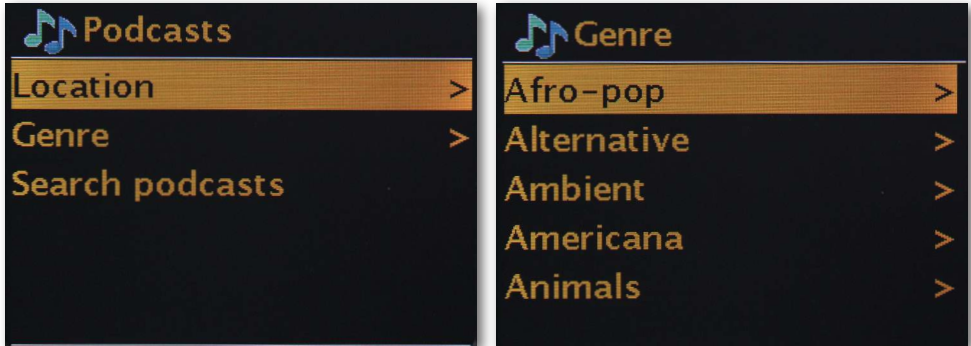 Podcasts
Location >
Genre >
Search podcasts
Genre
Afro-pop >
Alternative >
Ambient >
Americana >
Animals >